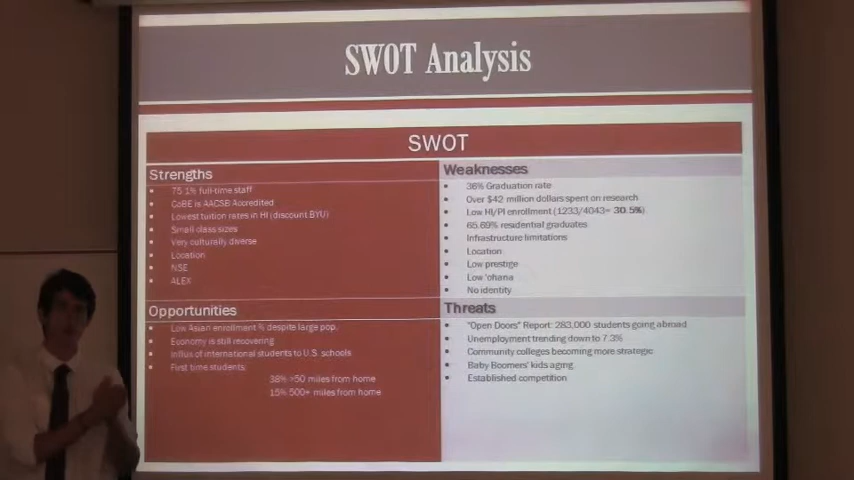 SWOT Analysis
SWOT
Strengths
75.1% full-time staff
CoBE is AACSB Accredited
Lowest tuition rates in HI (discount BYU)
Small class sizes
Very culturally diverse
Location
NSE
ALEX
Weaknesses
36% Graduation rate
Over $42 million dollars spent on research
Low HI/PI enrollment (1233/4043= 30.5%)
65.69% residential graduates
Infrastructure limitations
Location
Low prestige
Low 'ohana
No identity
Opportunities
Low Asian enrollment % despite large pop.
Economy is still recovering
Influx of international students to U.S. schools
First time students:
38% >50 miles from home
15% 500+ miles from home
Threats
"Open Doors" Report: 283,000 students going abroad
Unemployment trending down to 7.3%
Community colleges becoming more strategic
Baby Boomers' kids aging
Established competition